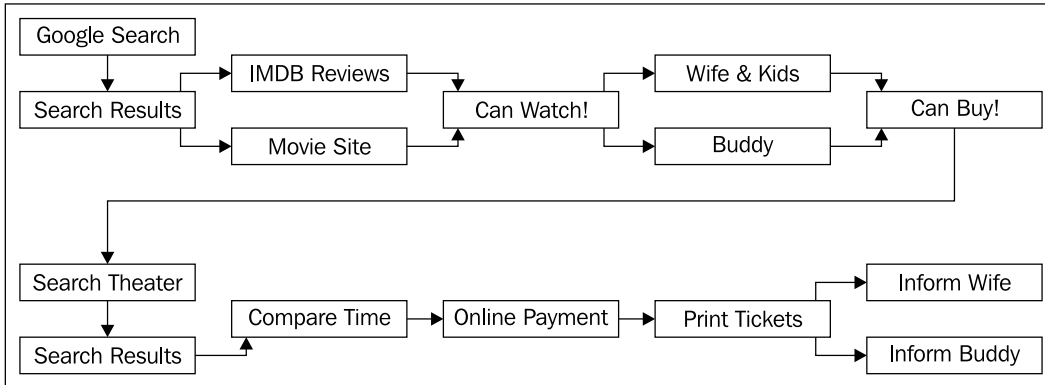 Google Search
Search Results
IMDB Reviews
Movie Site
Can Watch!
Wife & Kids
Buddy
Can Buy!
Search Theater
Search Results
Compare Time
Online Payment
Print Tickets
Inform Wife
Inform Buddy